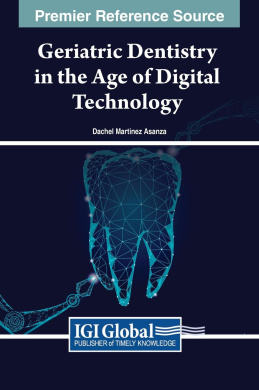 Premier Reference Source
Geriatric Dentistry
in the Age of Digital
Technology
Dachel Martínez Asanza
IGI Global
PUBLISHER of TIMELY KNOWLEDGE